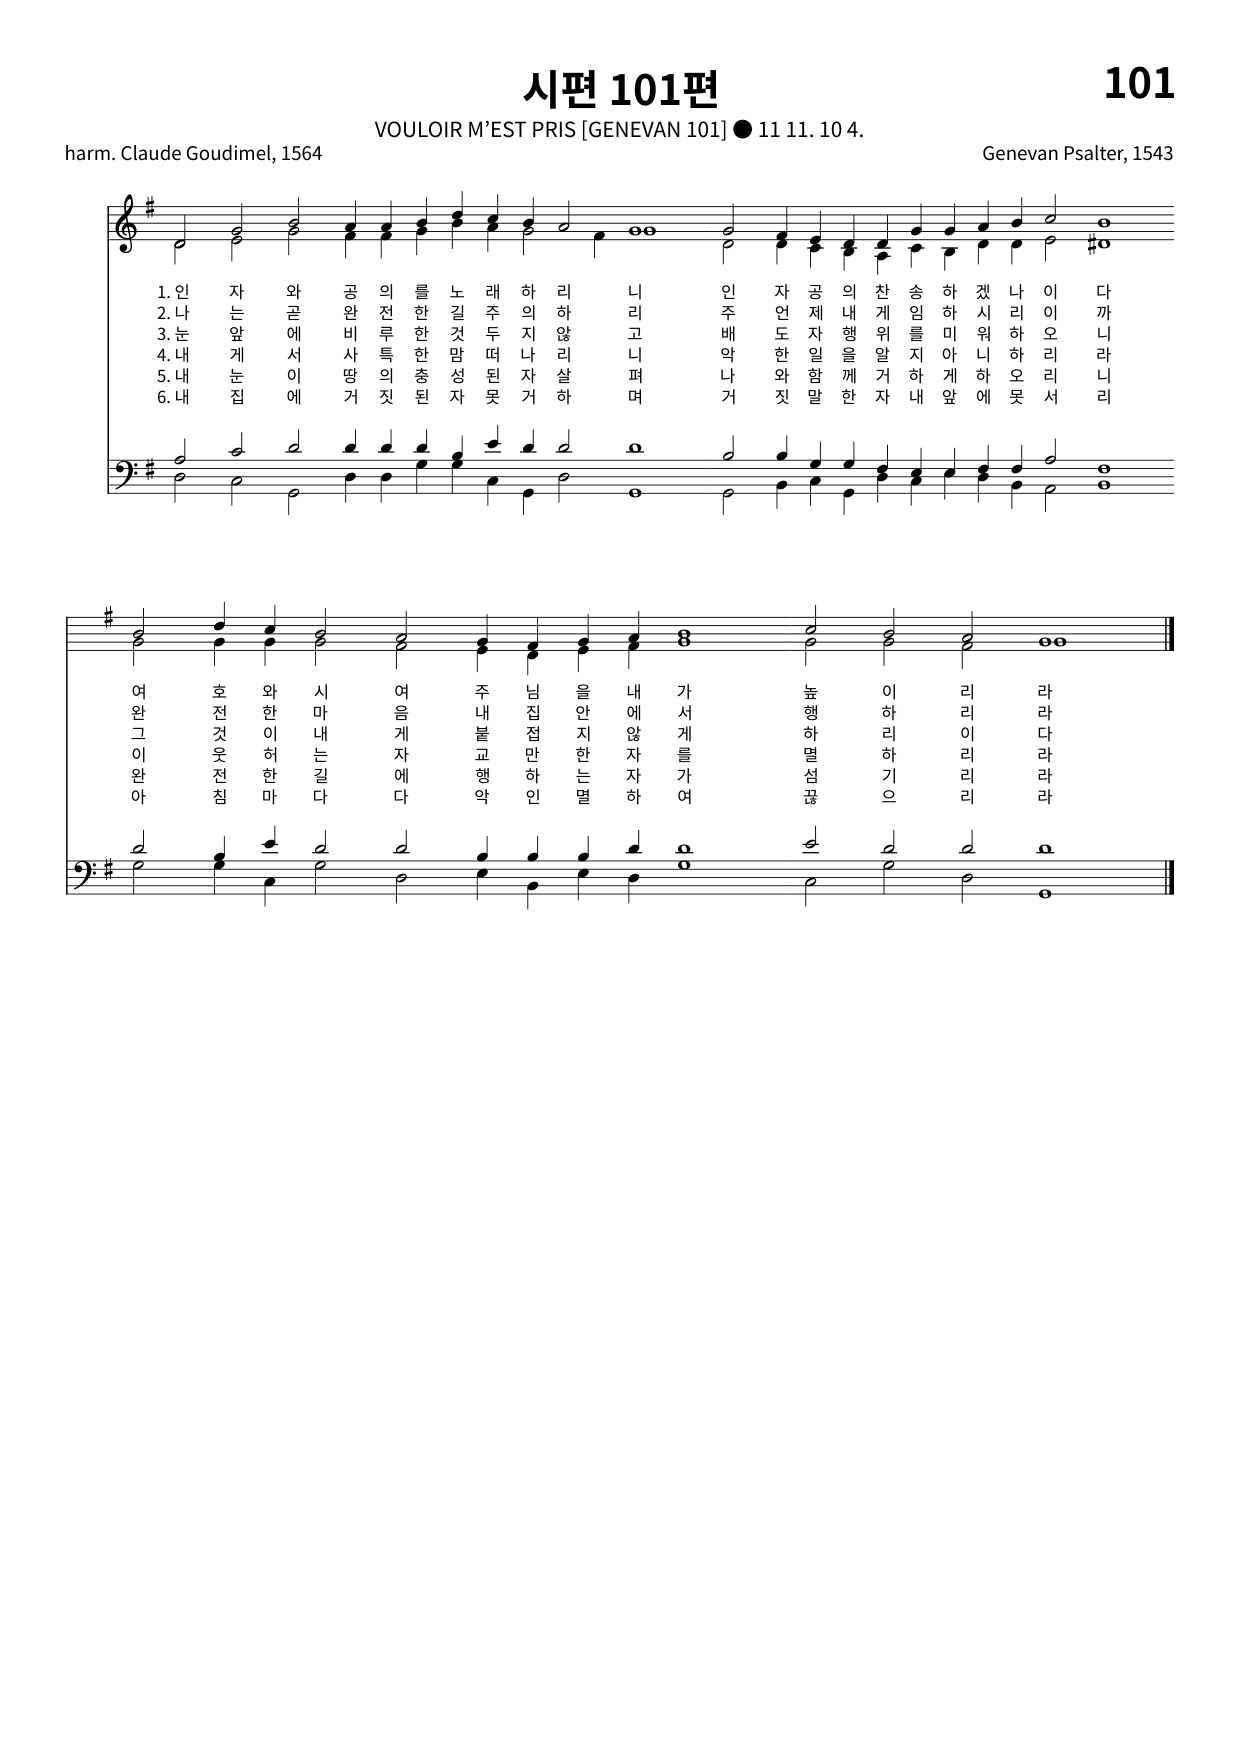 시편 101편
101
VOULOIR M’EST PRIS [GENEVAN 101] ● 11 11. 10 4.
harm. Claude Goudimel, 1564
Genevan Psalter, 1543
1. 인 자 와 공 의 를 노 래 하 리 니 인 자 공 의 찬 송 하 겠 나 이 다
2. 나 는 곧 완 전 한 길 주 의 하 리 주 언 제 내 게 임 하 시 리 이 까
3. 눈 앞 에 비 루 한 것 두 지 않 고 배 도 자 행 위 를 미 워 하 오 니
4. 내 게 서 사 특 한 맘 떠 나 리 니 악 한 일 을 알 지 아 니 하 리 라
5. 내 눈 이 땅 의 충 성 된 자 살 펴 나 와 함 께 거 하 게 하 오 리 니
6. 내 집 에 거 짓 된 자 못 거 하 며 거 짓 말 한 자 내 앞 에 못 서 리
여 호 와 시 여 주 님 을 내 가 높 이 리 라
완 전 한 마 음 내 집 안 에 서 행 하 리 라
그 것 이 내 게 붙 접 지 않 게 하 리 이 다
이 웃 허 는 자 교 만 한 자 를 멸 하 리 라
완 전 한 길 에 행 하 는 자 가 섬 기 리 라
아 침 마 다 다 악 인 멸 하 여 끊 으 리 라